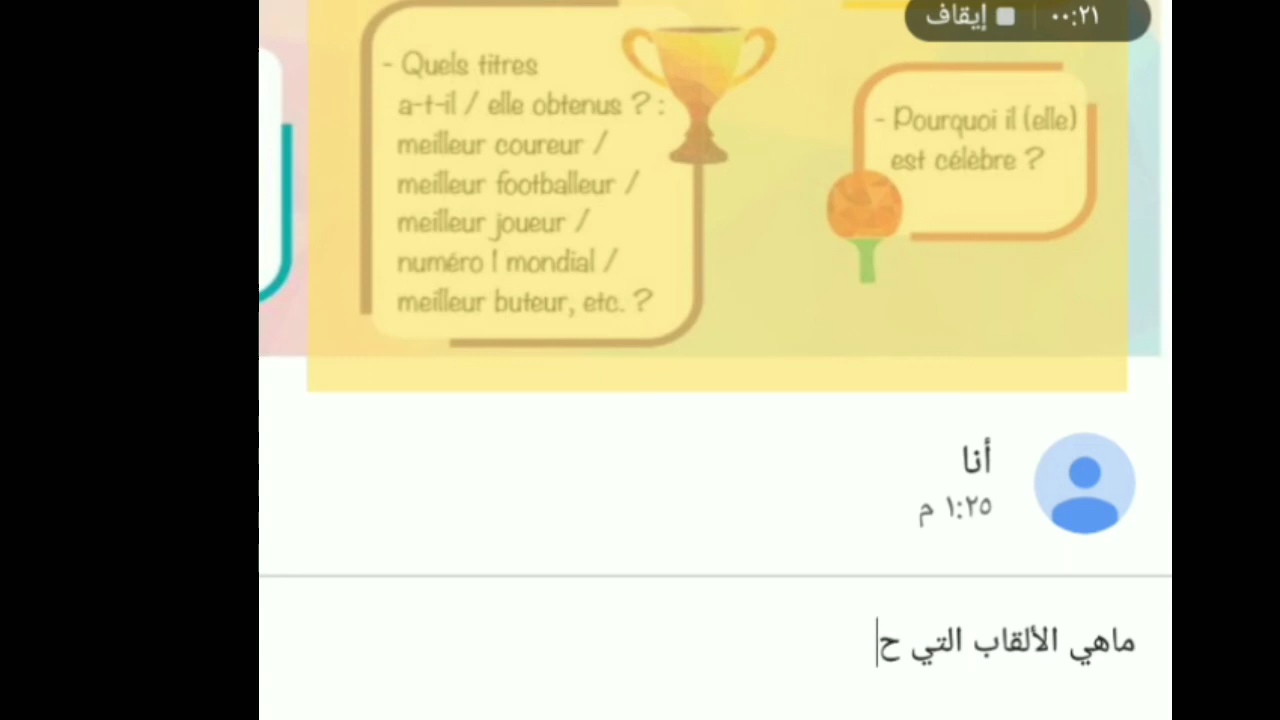 ٠٠:٢١ إيقاف
- Quels titres
a-t-il / elle obtenus ? :
meilleur coureur /
meilleur footballeur /
meilleur joueur /
numéro 1 mondial /
meilleur buteur, etc. ?
- Pourquoi il (elle)
est célèbre ?
أنا
١:٢٥ م
ماهي الألقاب التي ح